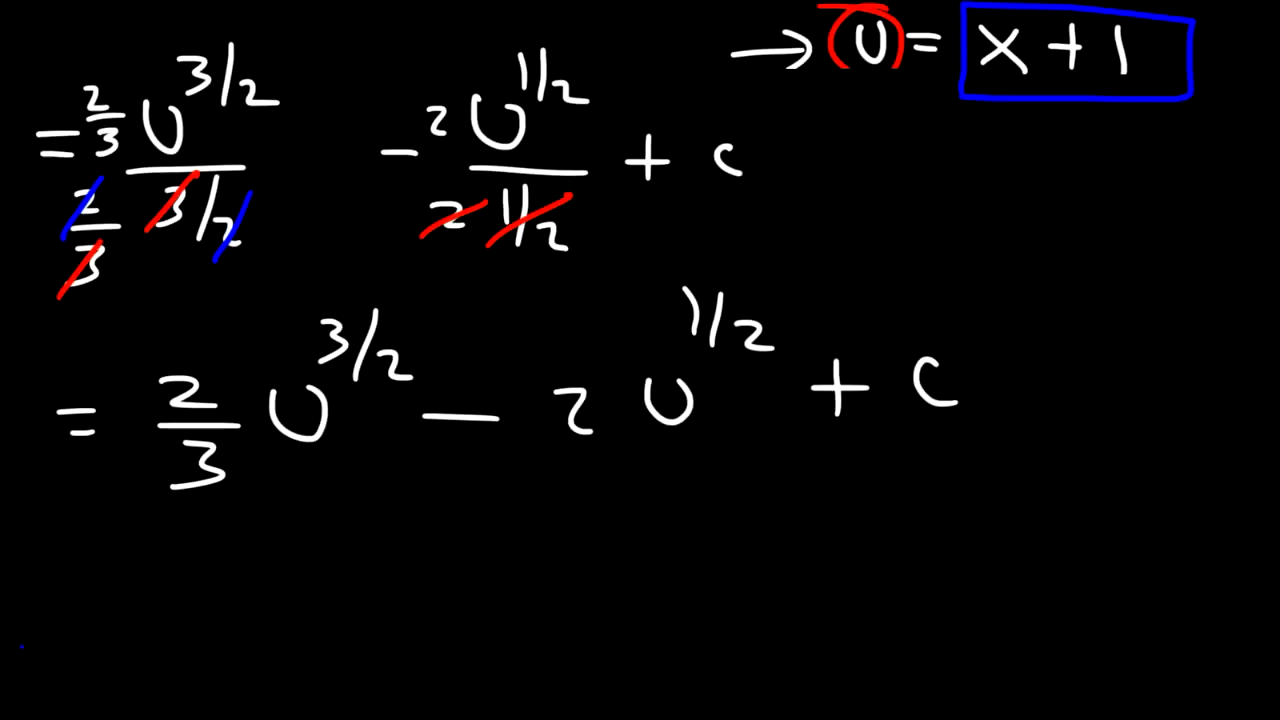 → U = x + 1
= 2/3 U^3/2 / 2/3 3/2 - 2 U^1/2 / 2 1/2 + c
= 2/3 U^3/2 - 2 U^1/2 + c